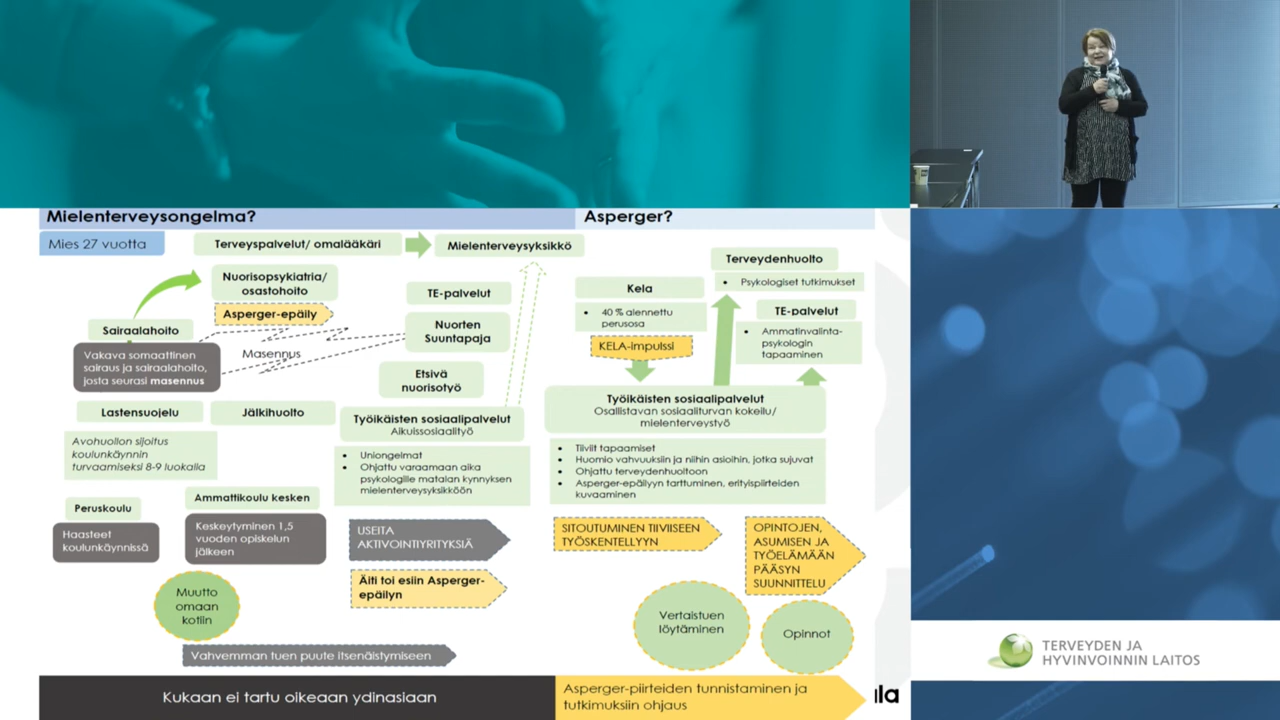 Mielenterveysongelma?
Asperger?
Mies 27 vuotta
Terveyspalvelut/ omalääkäri
Mielenterveysyksikkö
Nuorisopsykiatria/
osastohoito
Asperger-epäily
Sairaalahoito
Vakava somaattinen
sairaus ja sairaalahoito,
josta seurasi masennus
Masennus
TE-palvelut
Nuorten
Suuntapaja
Etsivä
nuorisotyö
Lastensuojelu
Jälkihuolto
Avohuollon sijoitus
koulunkäynnin
turvaamiseksi 8-9 luokalla
Työikäisten sosiaalipalvelut
Aikuissosiaalityö
• Uniongelmat
• Ohjattu varaamaan aika
psykologille matalan kynnyksen
mielenterveysyksikköön
Peruskoulu
Haasteet
koulunkäynnissä
Ammattikoulu kesken
Keskeytyminen 1,5
vuoden opiskelun
jälkeen
USEITA
AKTIVOINTIYRITYKSIÄ
Äiti toi esiin Asperger-
epäilyn
Muutto
omaan
kotiin
Vahvemman tuen puute itsenäistymiseen
Kukaan ei tartu oikeaan ydinasiaan
Terveydenhuolto
• Psykologiset tutkimukset
Kela
• 40 % alennettu
perusosa
KELA-impulssi
TE-palvelut
• Ammatinvalinta-
psykologin
tapaaminen
Työikäisten sosiaalipalvelut
Osallistavan sosiaaliturvan kokeilu/
mielenterveystyö
• Tiiviit tapaamiset
• Huomio vahvuuksiin ja niihin asioihin, jotka sujuvat
• Ohjattu terveydenhuoltoon
• Asperger-epäilyyn tarttuminen, erityispiirteiden
kuvaaminen
SITOUTUMINEN TIIVIISEEN
TYÖSKENTELYYN
OPINTOJEN,
ASUMISEN JA
TYÖELÄMÄÄN
PÄÄSYN
SUUNNITTELU
Vertaistuen
löytäminen
Opinnot
Asperger-piirteiden tunnistaminen ja
tutkimuksiin ohjaus
ala
TERVEYDEN JA
HYVINVOINNIN LAITOS